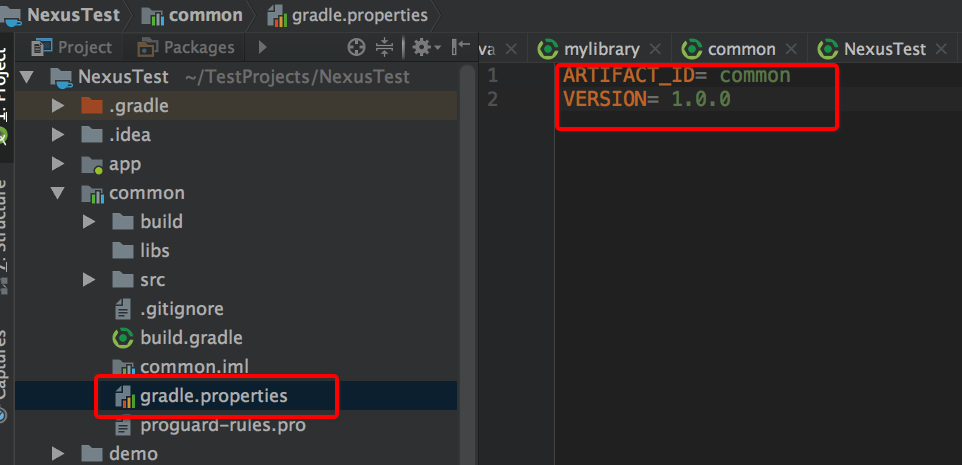 NexusTest common gradle.properties
Project Packages
va mylibrary common NexusTest
1: Project
NexusTest ~/TestProjects/NexusTest
.gradle
.idea
app
common
build
libs
src
.gitignore
build.gradle
common.iml
gradle.properties
proguard-rules.pro
demo
1 ARTIFACT_ID= common
2 VERSION= 1.0.0
Z: Structure
Captures